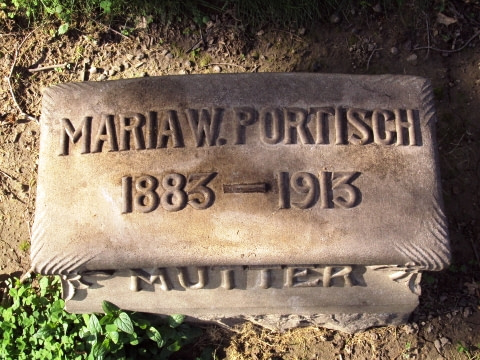 MARIA W. PORTISCH
1883 — 1913
MUTTER